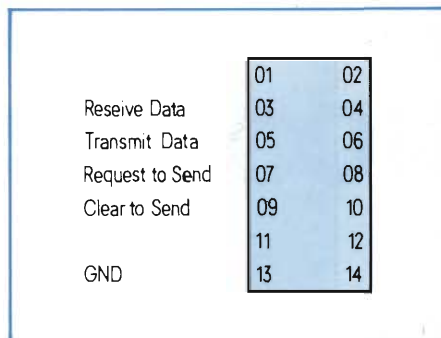 01 02
Reseive Data 03 04
Transmit Data 05 06
Request to Send 07 08
Clear to Send 09 10
11 12
GND 13 14